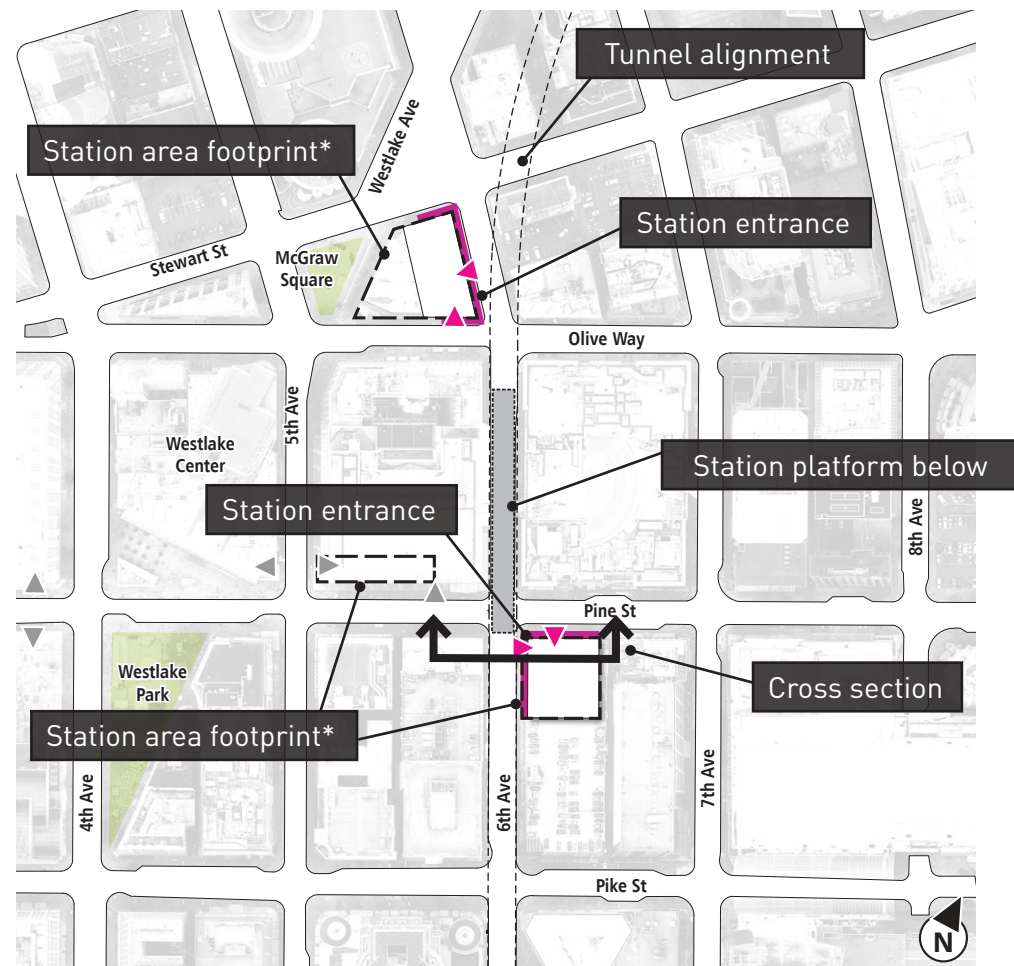 Tunnel alignment
Station area footprint*
Westlake Ave
Station entrance
McGraw
Square
Stewart St
Olive Way
5th Ave
Westlake
Center
Station platform below
Station entrance
8th Ave
Pine St
Westlake
Park
Cross section
Station area footprint*
4th Ave
6th Ave
7th Ave
Pike St
N